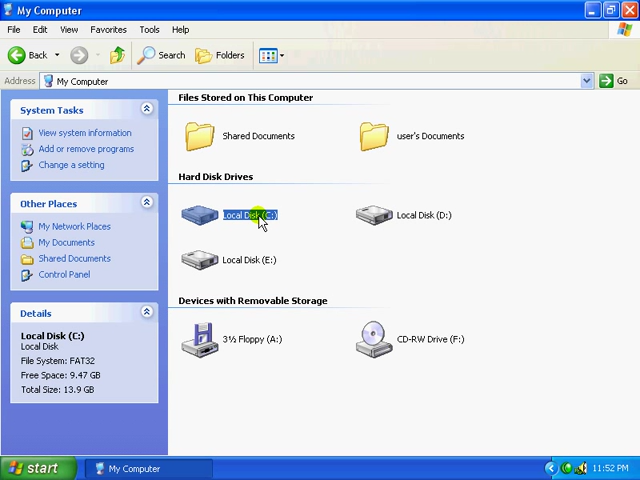 My Computer
File Edit View Favorites Tools Help
Back Search Folders
Address My Computer Go
System Tasks
View system information
Add or remove programs
Change a setting
Other Places
My Network Places
My Documents
Shared Documents
Control Panel
Details
Local Disk (C:)
Local Disk
File System: FAT32
Free Space: 9.47 GB
Total Size: 13.9 GB
Files Stored on This Computer
Shared Documents user's Documents
Hard Disk Drives
Local Disk (C:) Local Disk (D:)
Local Disk (E:)
Devices with Removable Storage
3½ Floppy (A:) CD-RW Drive (F:)
start My Computer 11:52 PM